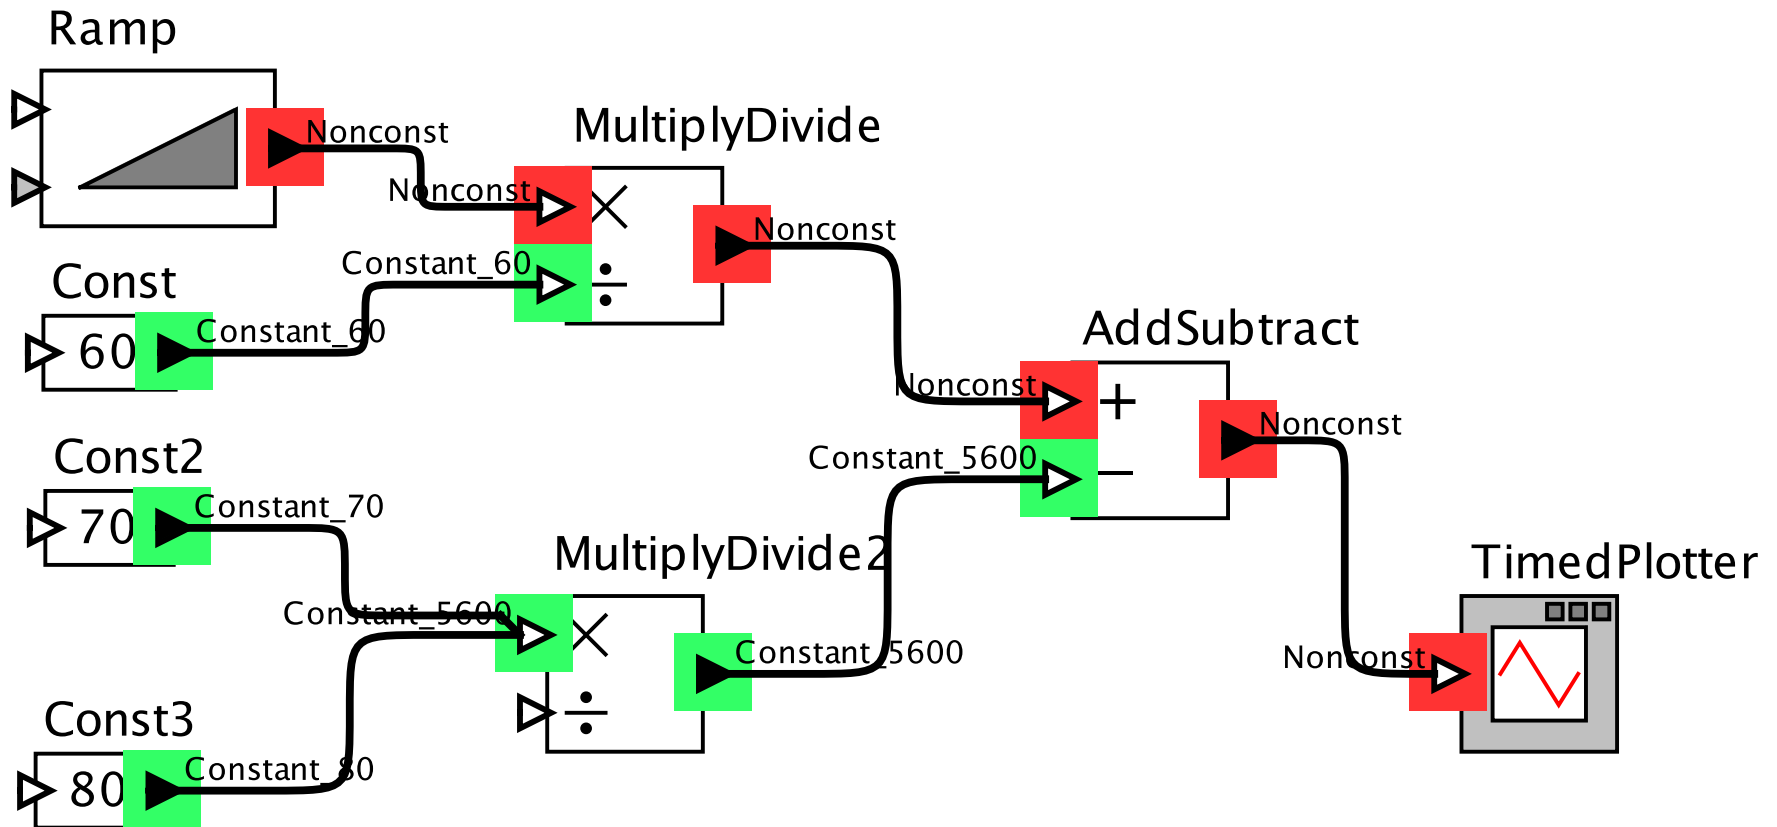 Ramp
Nonconst
MultiplyDivide
Nonconst
×
Nonconst
Constant_60
÷
Const
60
Constant_60
AddSubtract
Nonconst
+
Nonconst
Constant_5600
−
Const2
70
Constant_70
MultiplyDivide2
TimedPlotter
Constant_5600
×
Constant_5600
Nonconst
÷
Const3
80
Constant_80